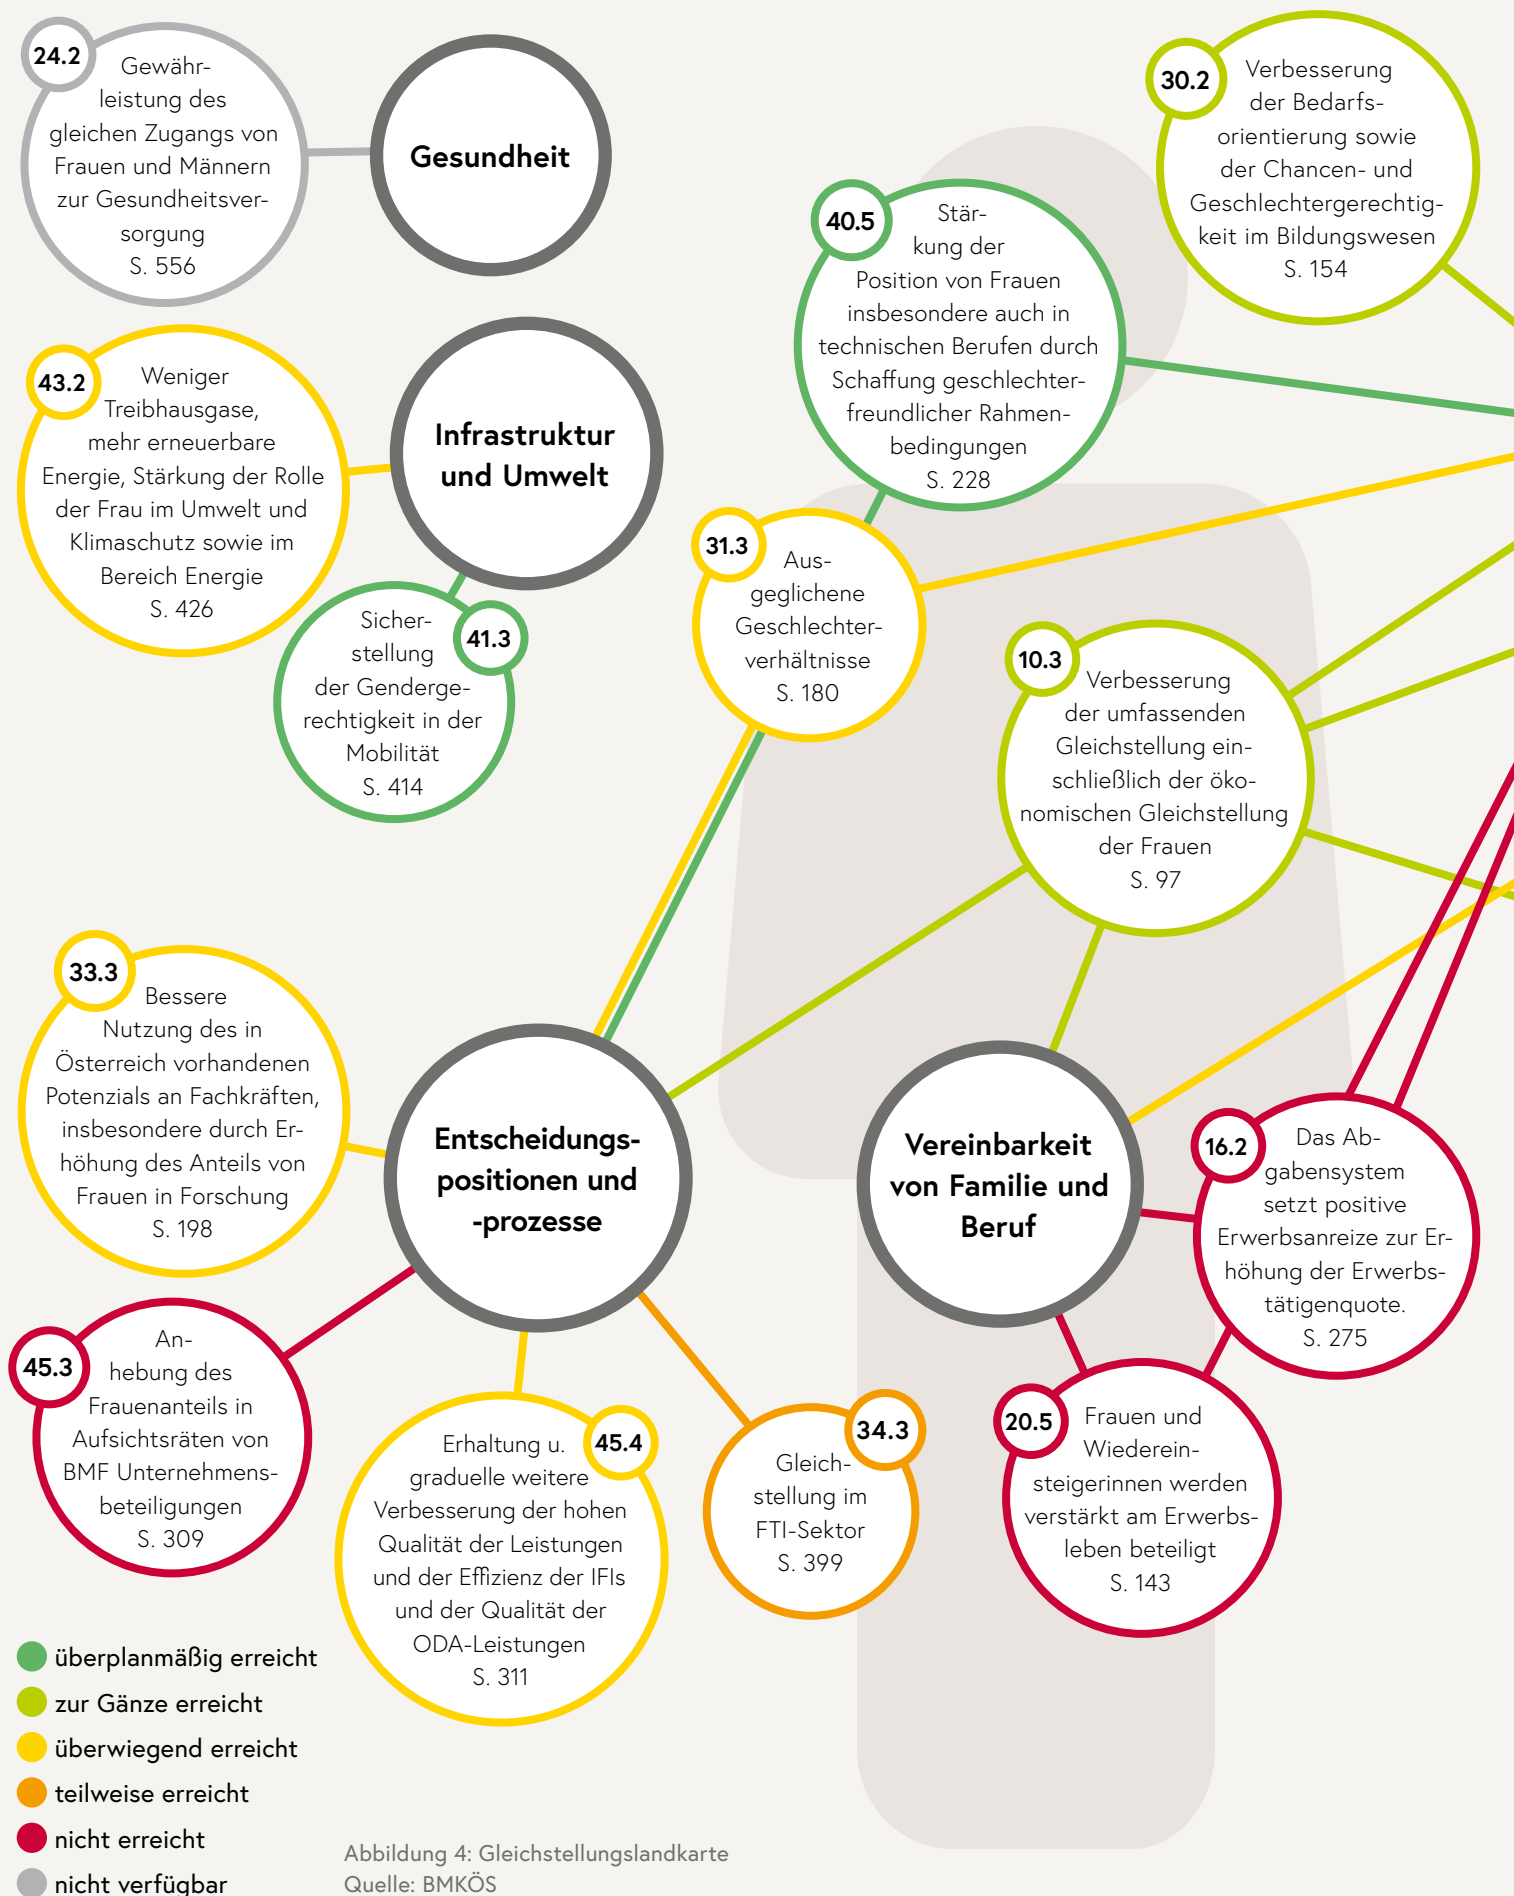 24.2
Gewähr-
leistung des
gleichen Zugangs von
Frauen und Männern
zur Gesundheitsver-
sorgung
S. 556
Gesundheit
30.2
Verbesserung
der Bedarfs-
orientierung sowie
der Chancen- und
Geschlechtergerechtig-
keit im Bildungswesen
S. 154
40.5
Stär-
kung der
Position von Frauen
insbesondere auch in
technischen Berufen durch
Schaffung geschlechter-
freundlicher Rahmen-
bedingungen
S. 228
43.2
Weniger
Treibhausgase,
mehr erneuerbare
Energie, Stärkung der Rolle
der Frau im Umwelt und
Klimaschutz sowie im
Bereich Energie
S. 426
Infrastruktur
und Umwelt
41.3
Sicher-
stellung
der Genderge-
rechtigkeit in der
Mobilität
S. 414
31.3
Aus-
geglichene
Geschlechter-
verhältnisse
S. 180
10.3
Verbesserung
der umfassenden
Gleichstellung ein-
schließlich der öko-
nomischen Gleichstellung
der Frauen
S. 97
33.3
Bessere
Nutzung des in
Österreich vorhandenen
Potenzials an Fachkräften,
insbesondere durch Er-
höhung des Anteils von
Frauen in Forschung
S. 198
Entscheidungs-
positionen und
-prozesse
Vereinbarkeit
von Familie und
Beruf
16.2
Das Ab-
gabensystem
setzt positive
Erwerbsanreize zur Er-
höhung der Erwerbs-
tätigenquote.
S. 275
45.3
An-
hebung des
Frauenanteils in
Aufsichtsräten von
BMF Unternehmens-
beteiligungen
S. 309
45.4
Erhaltung u.
graduelle weitere
Verbesserung der hohen
Qualität der Leistungen
und der Effizienz der IFIs
und der Qualität der
ODA-Leistungen
S. 311
34.3
Gleich-
stellung im
FTI-Sektor
S. 399
20.5
Frauen und
Wiederein-
steigerinnen werden
verstärkt am Erwerbs-
leben beteiligt
S. 143
überplanmäßig erreicht
zur Gänze erreicht
überwiegend erreicht
teilweise erreicht
nicht erreicht
nicht verfügbar
Abbildung 4: Gleichstellungslandkarte
Quelle: BMKÖS